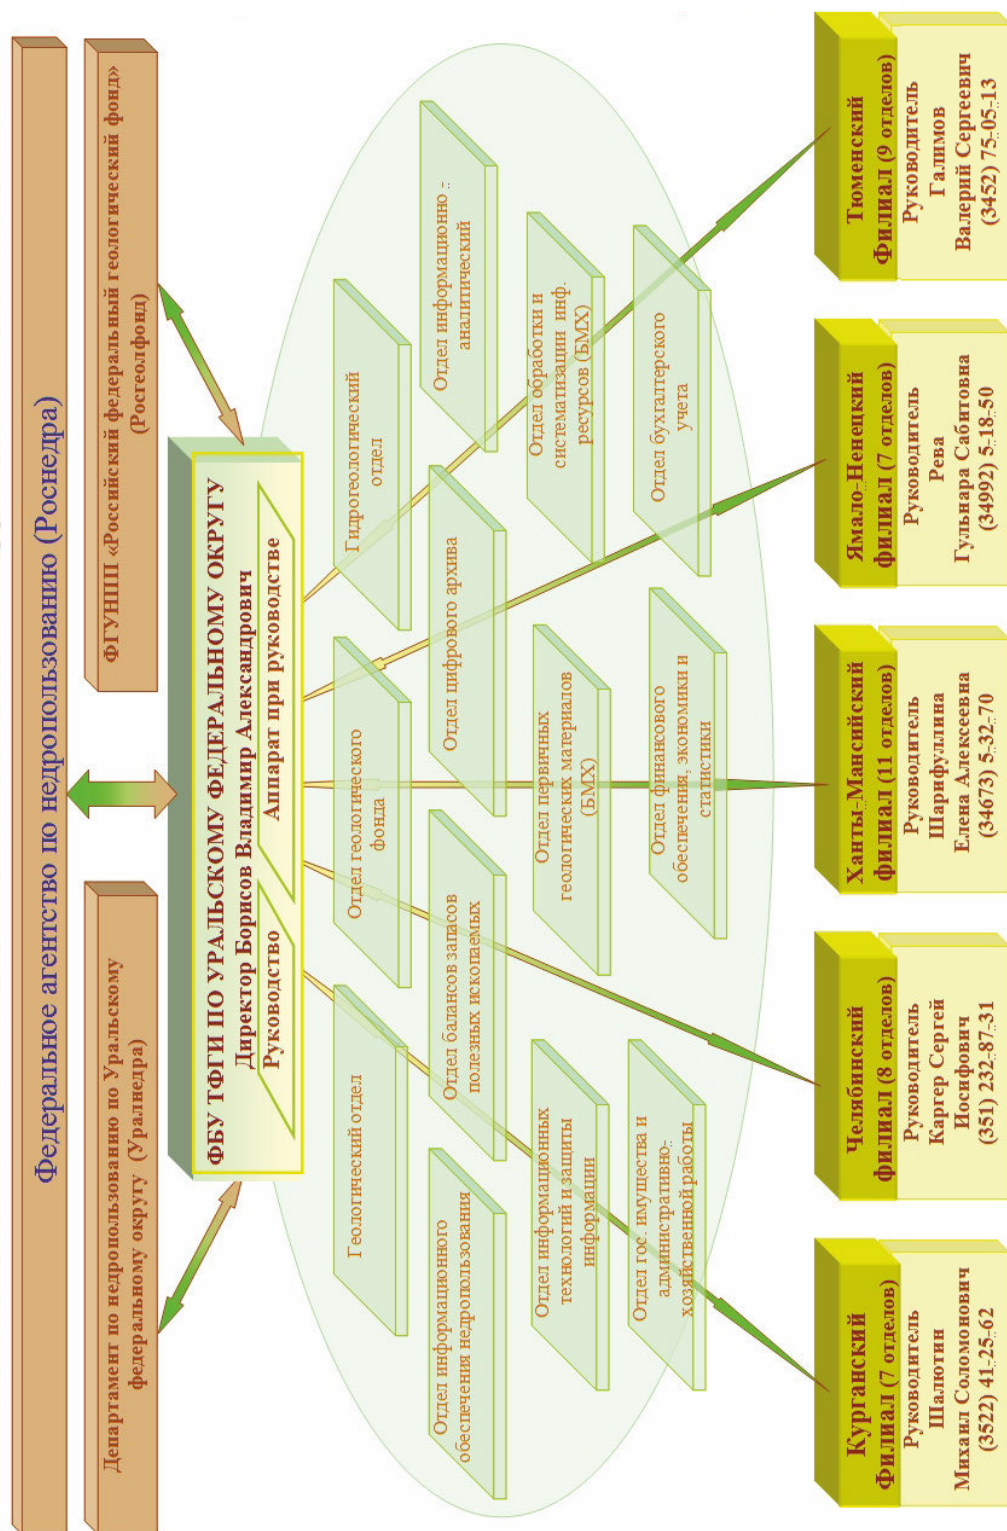 Федеральное агентство по недропользованию (Роснедра)
Департамент по недропользованию по Уральскому
федеральному округу (Уралнедра)
ФГУНПП «Российский федеральный геологический фонд»
(Росгеолфонд)
ФБУ ТФГИ ПО УРАЛЬСКОМУ ФЕДЕРАЛЬНОМУ ОКРУГУ
Директор Борисов Владимир Александрович
Руководство
Аппарат при руководстве
Геологический отдел
Отдел геологического
фонда
Гидрогеологический
отдел
Отдел информационного
обеспечения недропользования
Отдел балансов запасов
полезных ископаемых
Отдел цифрового архива
Отдел информационно -
аналитический
Отдел информационных
технологий и защиты
информации
Отдел первичных
геологических материалов
(БМХ)
Отдел обработки и
систематизации инф.
ресурсов (БМХ)
Отдел гос. имущества и
административно-
хозяйственной работы
Отдел финансового
обеспечения, экономики и
статистики
Отдел бухгалтерского
учета
Курганский
Филиал (7 отделов)
Руководитель
Шалютин
Михаил Соломонович
(3522) 41-25-62
Челябинский
филиал (8 отделов)
Руководитель
Каргер Сергей
Иосифович
(351) 232-87-31
Ханты-Мансийский
филиал (11 отделов)
Руководитель
Шарифуллина
Елена Алексеевна
(34673) 5-32-70
Ямало-Ненецкий
филиал (7 отделов)
Руководитель
Рева
Гульнара Сабитовна
(34992) 5-18-50
Тюменский
Филиал (9 отделов)
Руководитель
Галимов
Валерий Сергеевич
(3452) 75-05-13